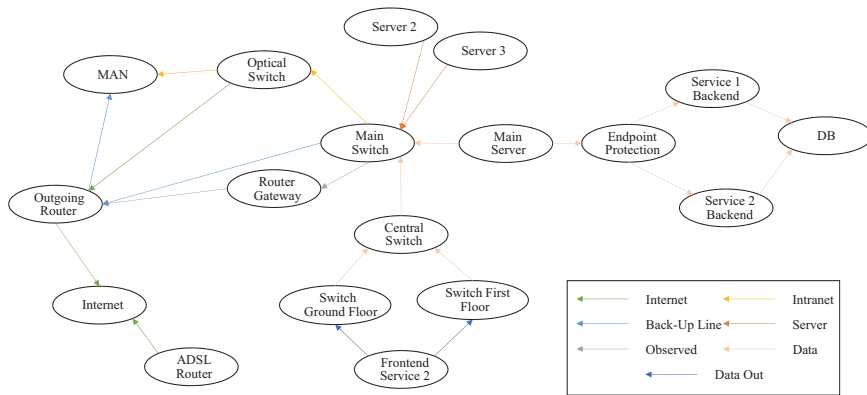 Server 2
Server 3
MAN
Optical
Switch
Service 1
Backend
Main
Switch
Main
Server
Endpoint
Protection
DB
Router
Gateway
Outgoing
Router
Service 2
Backend
Central
Switch
Internet
Switch
Ground Floor
Switch First
Floor
ADSL
Router
Frontend
Service 2
Internet
Intranet
Back-Up Line
Server
Observed
Data
Data Out